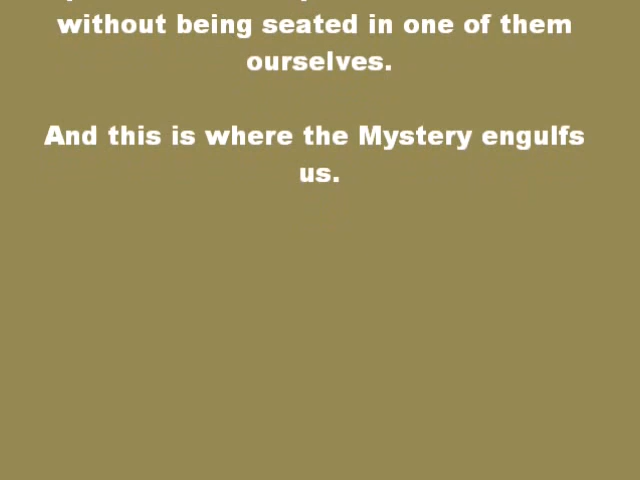 without being seated in one of them
ourselves.
And this is where the Mystery engulfs
us.